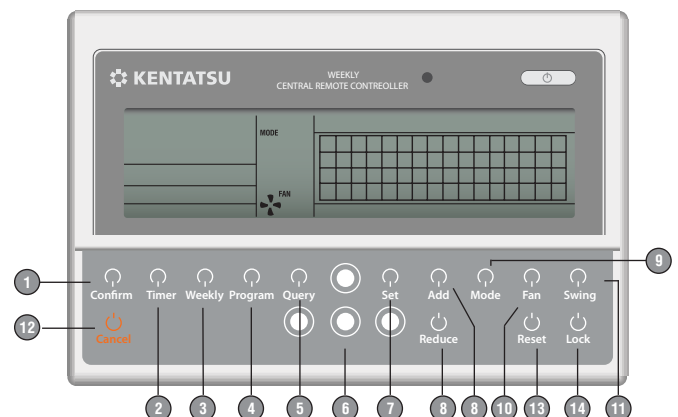 KENTATSU
WEEKLY
CENTRAL REMOTE CONTREOLLER
MODE
FAN
9
1
Confirm Timer Weekly Program Query Set Add Mode Fan Swing
12
Cancel Reduce Reset Lock
2 3 4 5 6 7 8 8 10 13 14 11